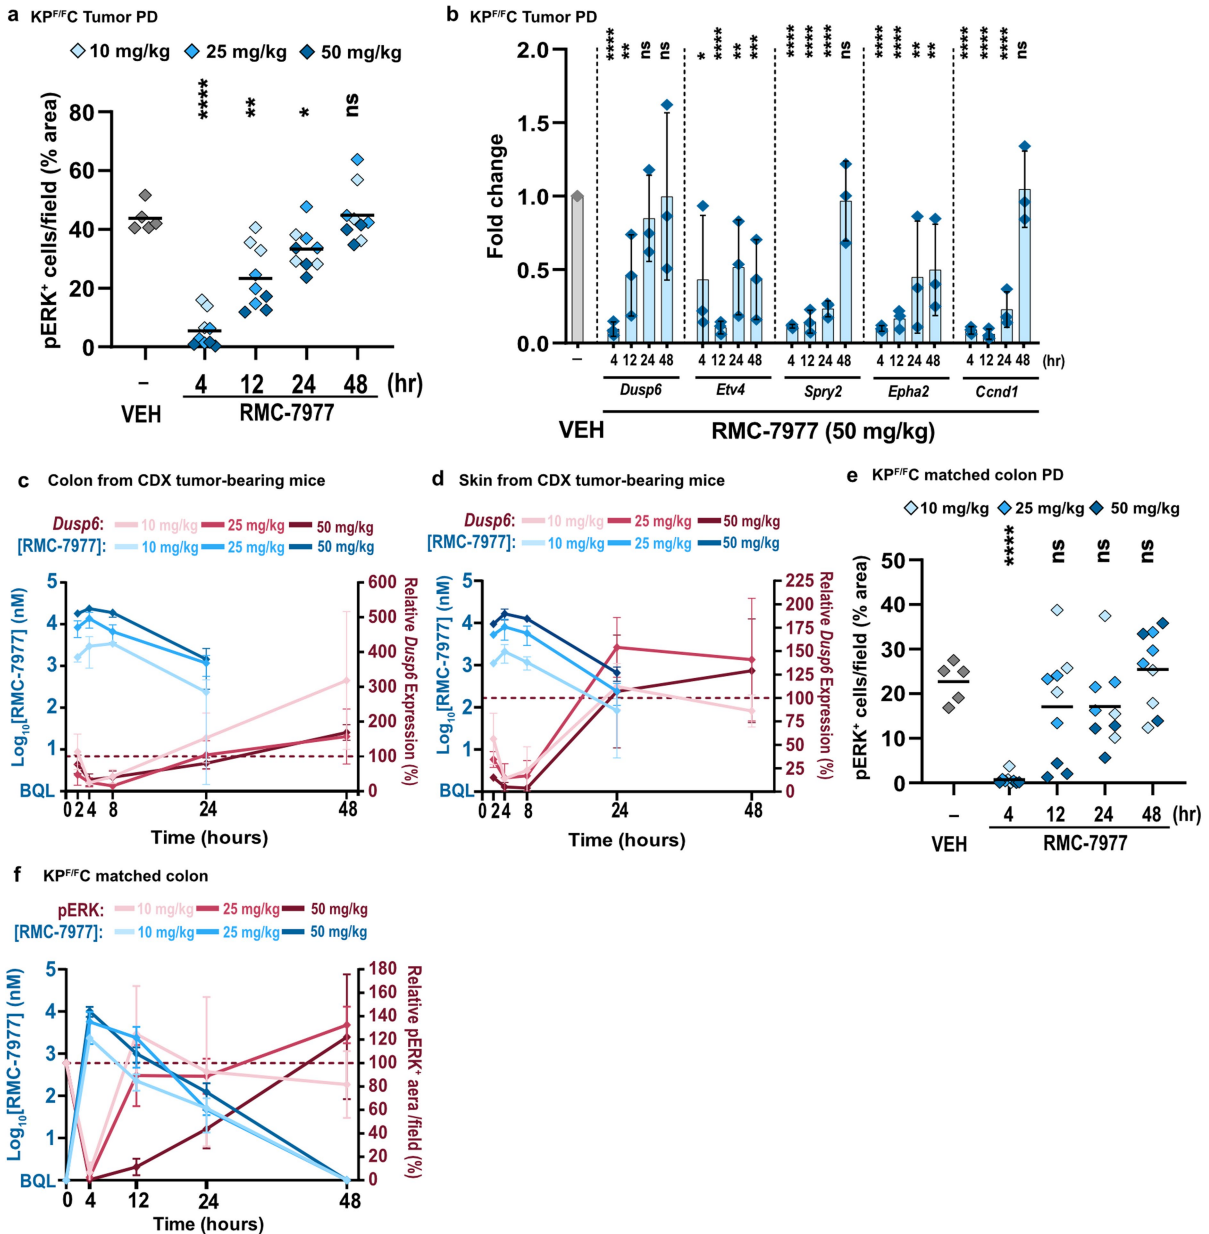 a KPF/FC Tumor PD
10 mg/kg 25 mg/kg 50 mg/kg
**** ** * ns
pERK+ cells/field (% area)
80
60
40
20
0
– 4 12 24 48 (hr)
VEH RMC-7977
b KPF/FC Tumor PD
**** ** ns ns * **** ** *** **** **** **** ns **** **** ** ** **** **** **** ns
Fold change
2.0
1.5
1.0
0.5
0.0
– 4 12 24 48 4 12 24 48 4 12 24 48 4 12 24 48 4 12 24 48 (hr)
Dusp6 Etv4 Spry2 Epha2 Ccnd1
VEH RMC-7977 (50 mg/kg)
c Colon from CDX tumor-bearing mice
Dusp6: 10 mg/kg 25 mg/kg 50 mg/kg
[RMC-7977]: 10 mg/kg 25 mg/kg 50 mg/kg
Log10[RMC-7977] (nM)
5
4
3
2
1
BQL
Relative Dusp6 Expression (%)
600
500
400
300
200
100
0
0 2 4 8 24 48
Time (hours)
d Skin from CDX tumor-bearing mice
Dusp6: 10 mg/kg 25 mg/kg 50 mg/kg
[RMC-7977]: 10 mg/kg 25 mg/kg 50 mg/kg
Log10[RMC-7977] (nM)
5
4
3
2
1
BQL
Relative Dusp6 Expression (%)
225
200
175
150
125
100
75
50
25
0
0 2 4 8 24 48
Time (hours)
e KPF/FC matched colon PD
10 mg/kg 25 mg/kg 50 mg/kg
**** ns ns ns
pERK+ cells/field (% area)
50
40
30
20
10
0
– 4 12 24 48 (hr)
VEH RMC-7977
f KPF/FC matched colon
pERK: 10 mg/kg 25 mg/kg 50 mg/kg
[RMC-7977]: 10 mg/kg 25 mg/kg 50 mg/kg
Log10[RMC-7977] (nM)
5
4
3
2
1
BQL
Relative pERK+ aera /field (%)
180
160
140
120
100
80
60
40
20
0
0 4 12 24 48
Time (hours)